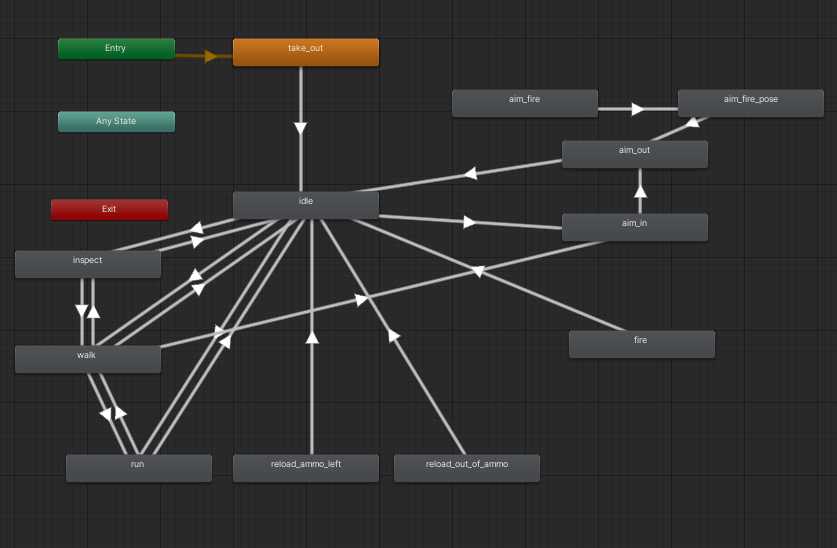 Entry
take_out
aim_fire
aim_fire_pose
Any State
aim_out
Exit
idle
aim_in
inspect
fire
walk
run
reload_ammo_left
reload_out_of_ammo